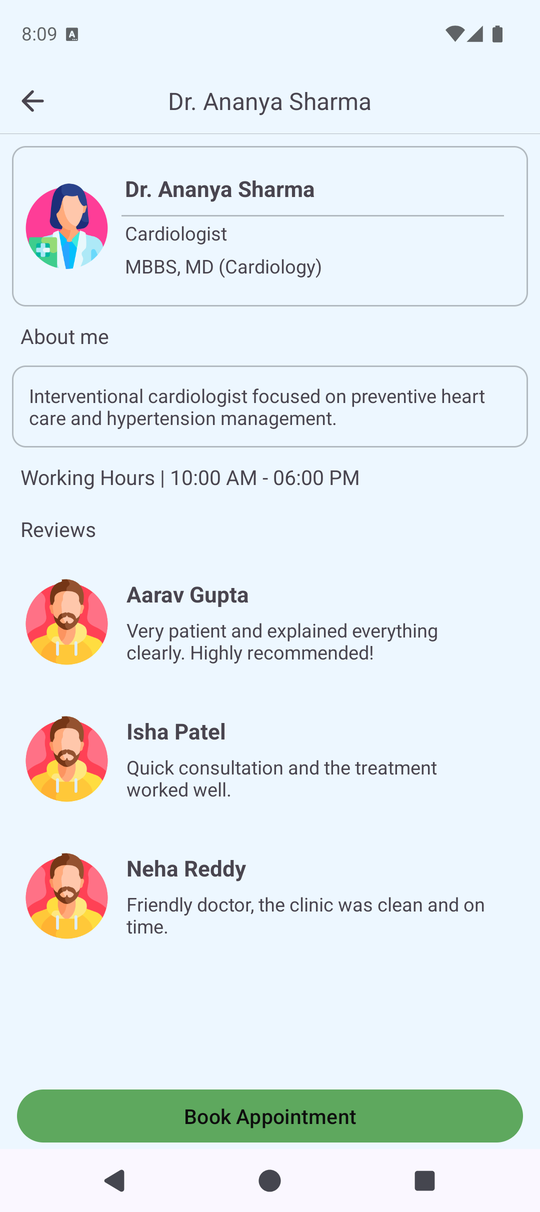 8:09 A
Dr. Ananya Sharma
Dr. Ananya Sharma
Cardiologist
MBBS, MD (Cardiology)
About me
Interventional cardiologist focused on preventive heart
care and hypertension management.
Working Hours | 10:00 AM - 06:00 PM
Reviews
Aarav Gupta
Very patient and explained everything
clearly. Highly recommended!
Isha Patel
Quick consultation and the treatment
worked well.
Neha Reddy
Friendly doctor, the clinic was clean and on
time.
Book Appointment